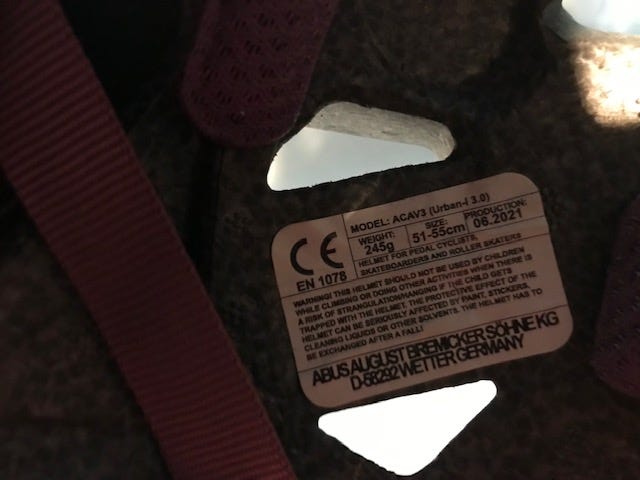 CE
EN 1078
MODEL: ACAV3 (Urban-I 3.0)
WEIGHT: 245g
SIZE: 51-55cm
PRODUCTION: 06.2021
HELMET FOR PEDAL CYCLISTS,
SKATEBOARDERS AND ROLLER SKATERS
WARNING! THIS HELMET SHOULD NOT BE USED BY CHILDREN
WHILE CLIMBING OR DOING OTHER ACTIVITIES WHEN THERE IS
A RISK OF STRANGULATION/HANGING IF THE CHILD GETS
TRAPPED WITH THE HELMET. THE PROTECTIVE EFFECT OF THE
HELMET CAN BE SERIOUSLY AFFECTED BY PAINT, STICKERS,
CLEANING LIQUIDS OR OTHER SOLVENTS. THE HELMET HAS TO
BE EXCHANGED AFTER A FALL!
ABUS AUGUST BREMICKER SÖHNE KG
D-58292 WETTER GERMANY